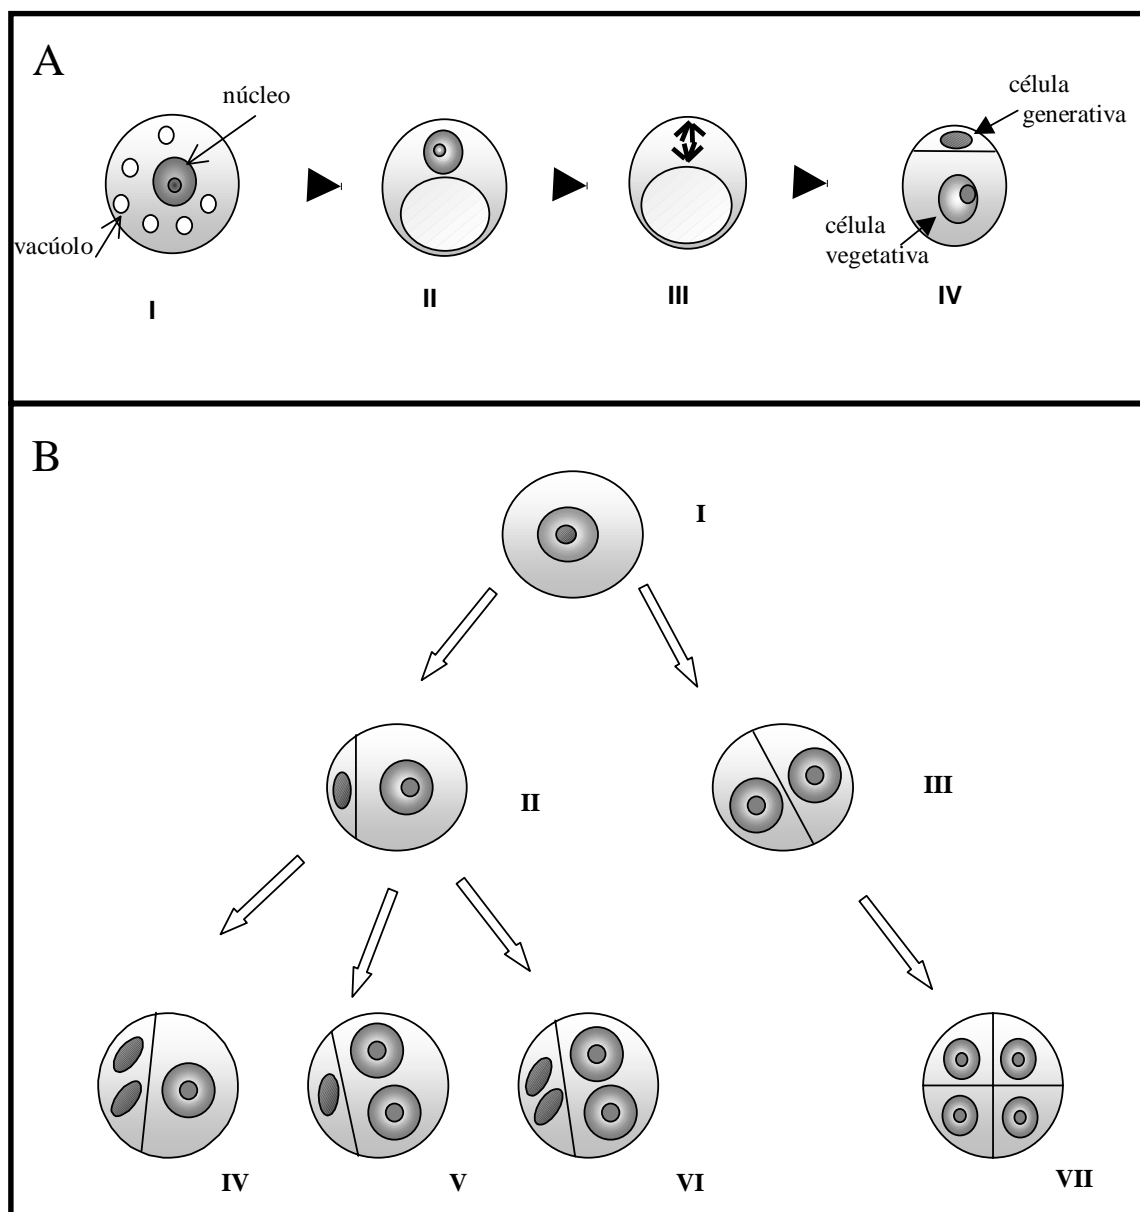 A
núcleo
célula
generativa
vacúolo
célula
vegetativa
I
II
III
IV
B
I
II
III
IV
V
VI
VII